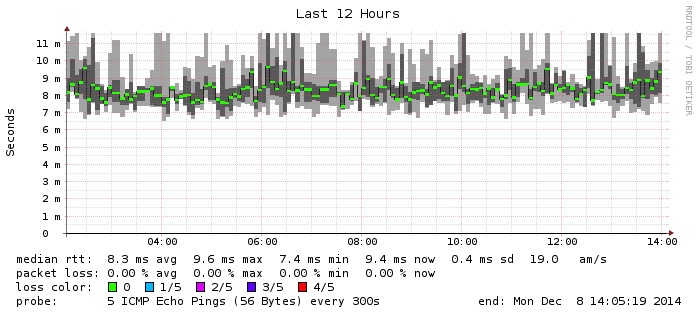 Last 12 Hours
RRDTOOL / TOBI OETIKER
Seconds
11 m
10 m
9 m
8 m
7 m
6 m
5 m
4 m
3 m
2 m
1 m
0
04:00 06:00 08:00 10:00 12:00 14:00
median rtt: 8.3 ms avg 9.6 ms max 7.4 ms min 9.4 ms now 0.4 ms sd 19.0 am/s
packet loss: 0.00 % avg 0.00 % max 0.00 % min 0.00 % now
loss color: 0 1/5 2/5 3/5 4/5
probe: 5 ICMP Echo Pings (56 Bytes) every 300s end: Mon Dec 8 14:05:19 2014